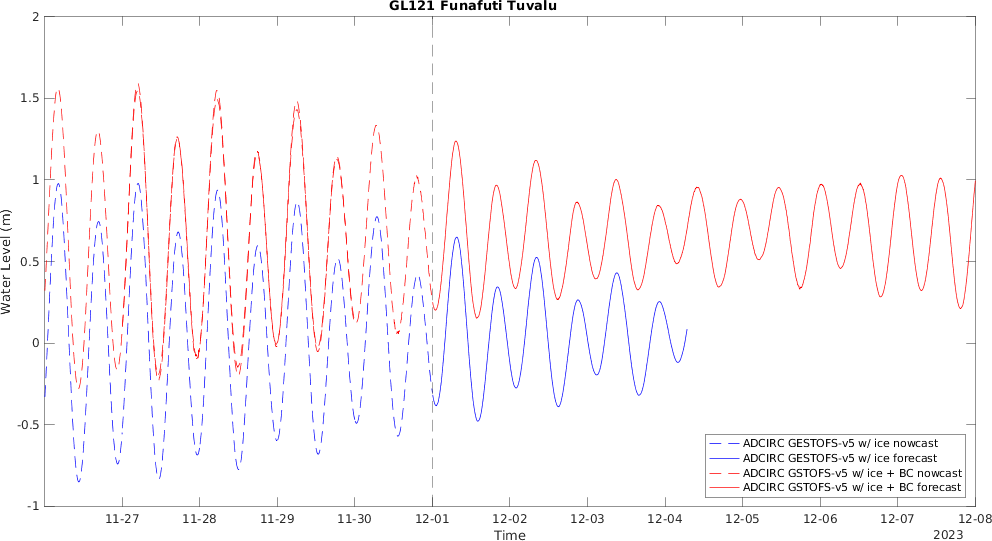 GL121 Funafuti Tuvalu
2
1.5
1
0.5
0
-0.5
-1
Water Level (m)
ADCIRC GESTOFS-v5 w/ ice nowcast
ADCIRC GESTOFS-v5 w/ ice forecast
ADCIRC GSTOFS-v5 w/ ice + BC nowcast
ADCIRC GSTOFS-v5 w/ ice + BC forecast
11-27 11-28 11-29 11-30 12-01 12-02 12-03 12-04 12-05 12-06 12-07 12-08
Time
2023